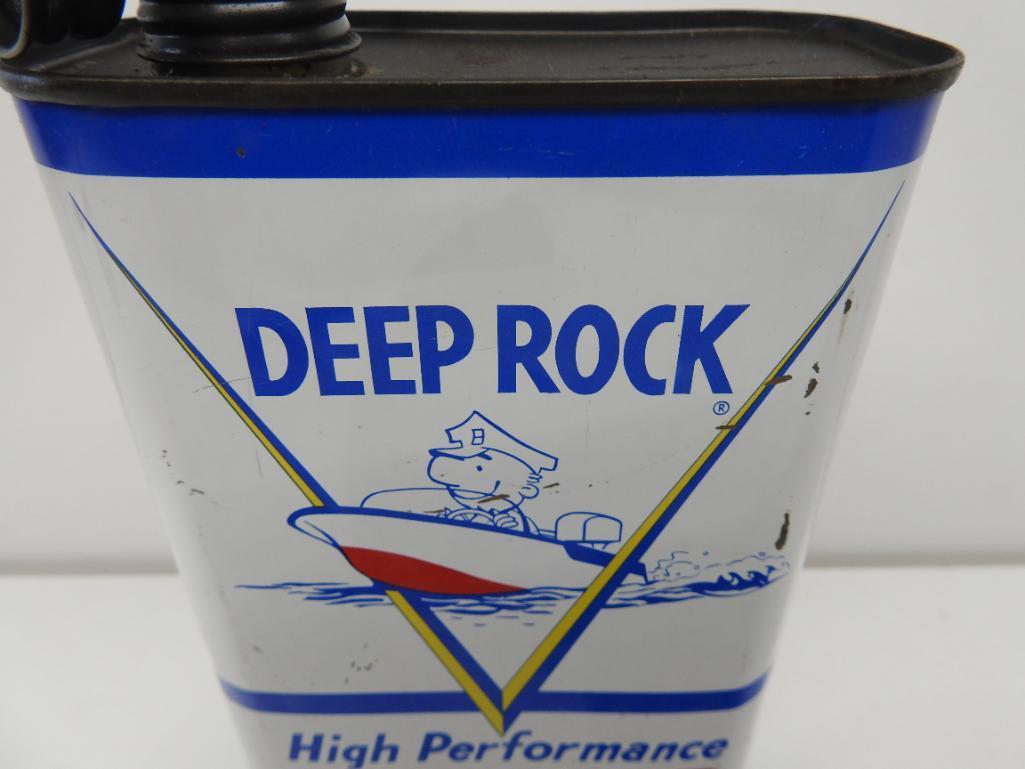 DEEP ROCK
®
High Performance